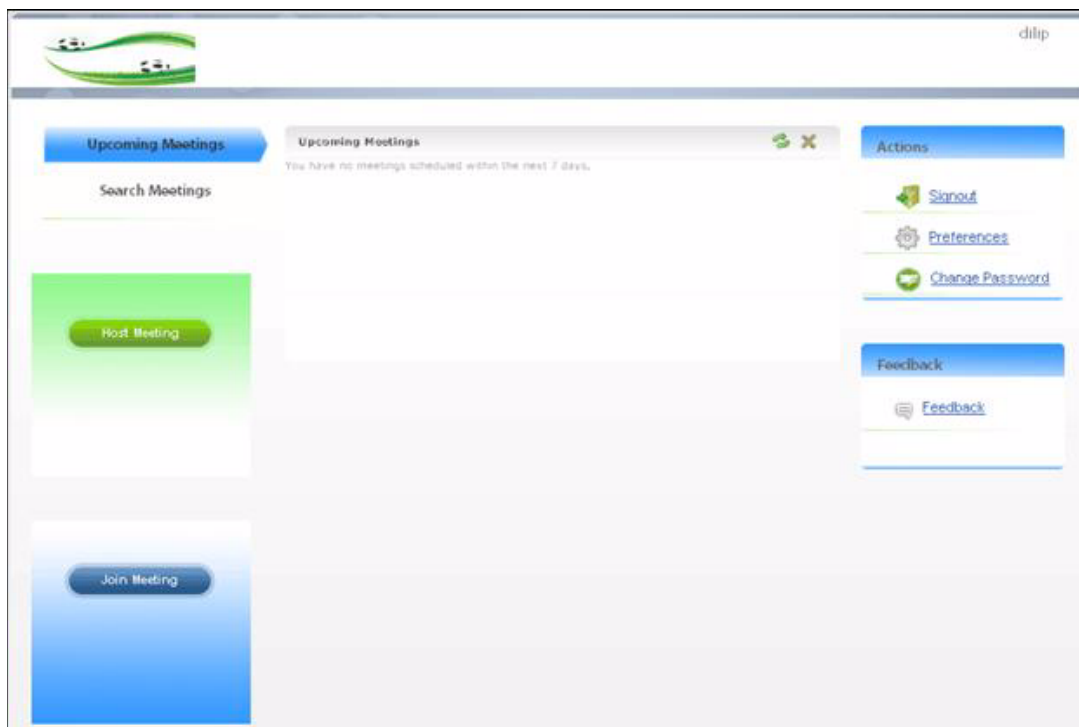 dilip
Upcoming Meetings
Search Meetings
Host Meeting
Join Meeting
Upcoming Meetings
You have no meetings scheduled within the next 7 days.
Actions
Signout
Preferences
Change Password
Feedback
Feedback